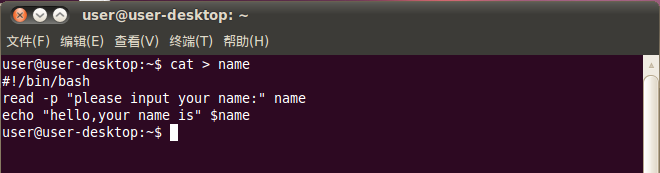 user@user-desktop: ~
文件(F) 编辑(E) 查看(V) 终端(T) 帮助(H)
user@user-desktop:~$ cat > name
#!/bin/bash
read -p "please input your name:" name
echo "hello,your name is" $name
user@user-desktop:~$